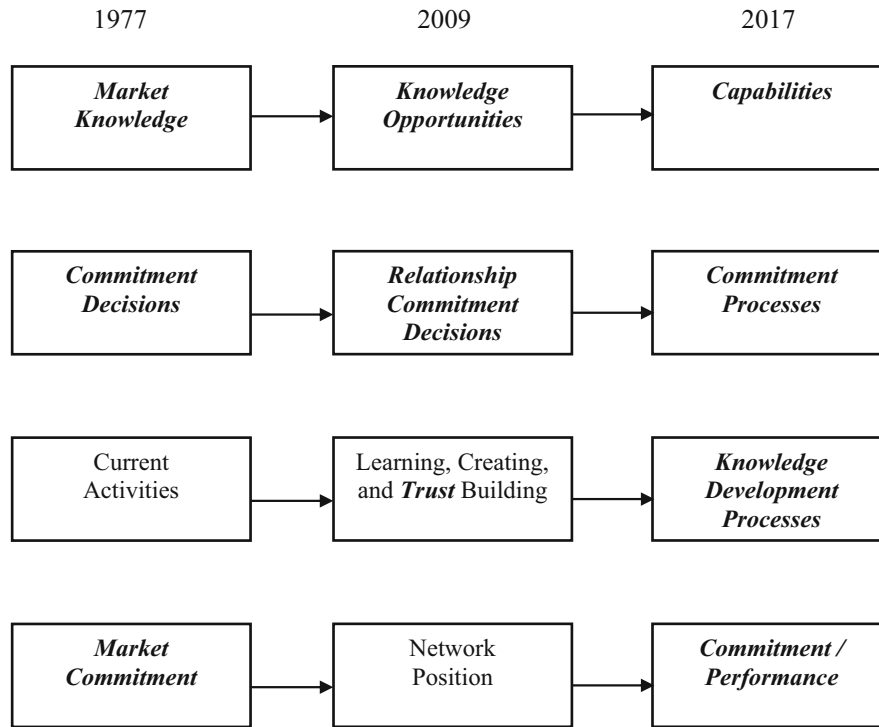 1977 2009 2017
Market
Knowledge
Knowledge
Opportunities
Capabilities
Commitment
Decisions
Relationship
Commitment
Decisions
Commitment
Processes
Current
Activities
Learning, Creating,
and Trust Building
Knowledge
Development
Processes
Market
Commitment
Network
Position
Commitment /
Performance